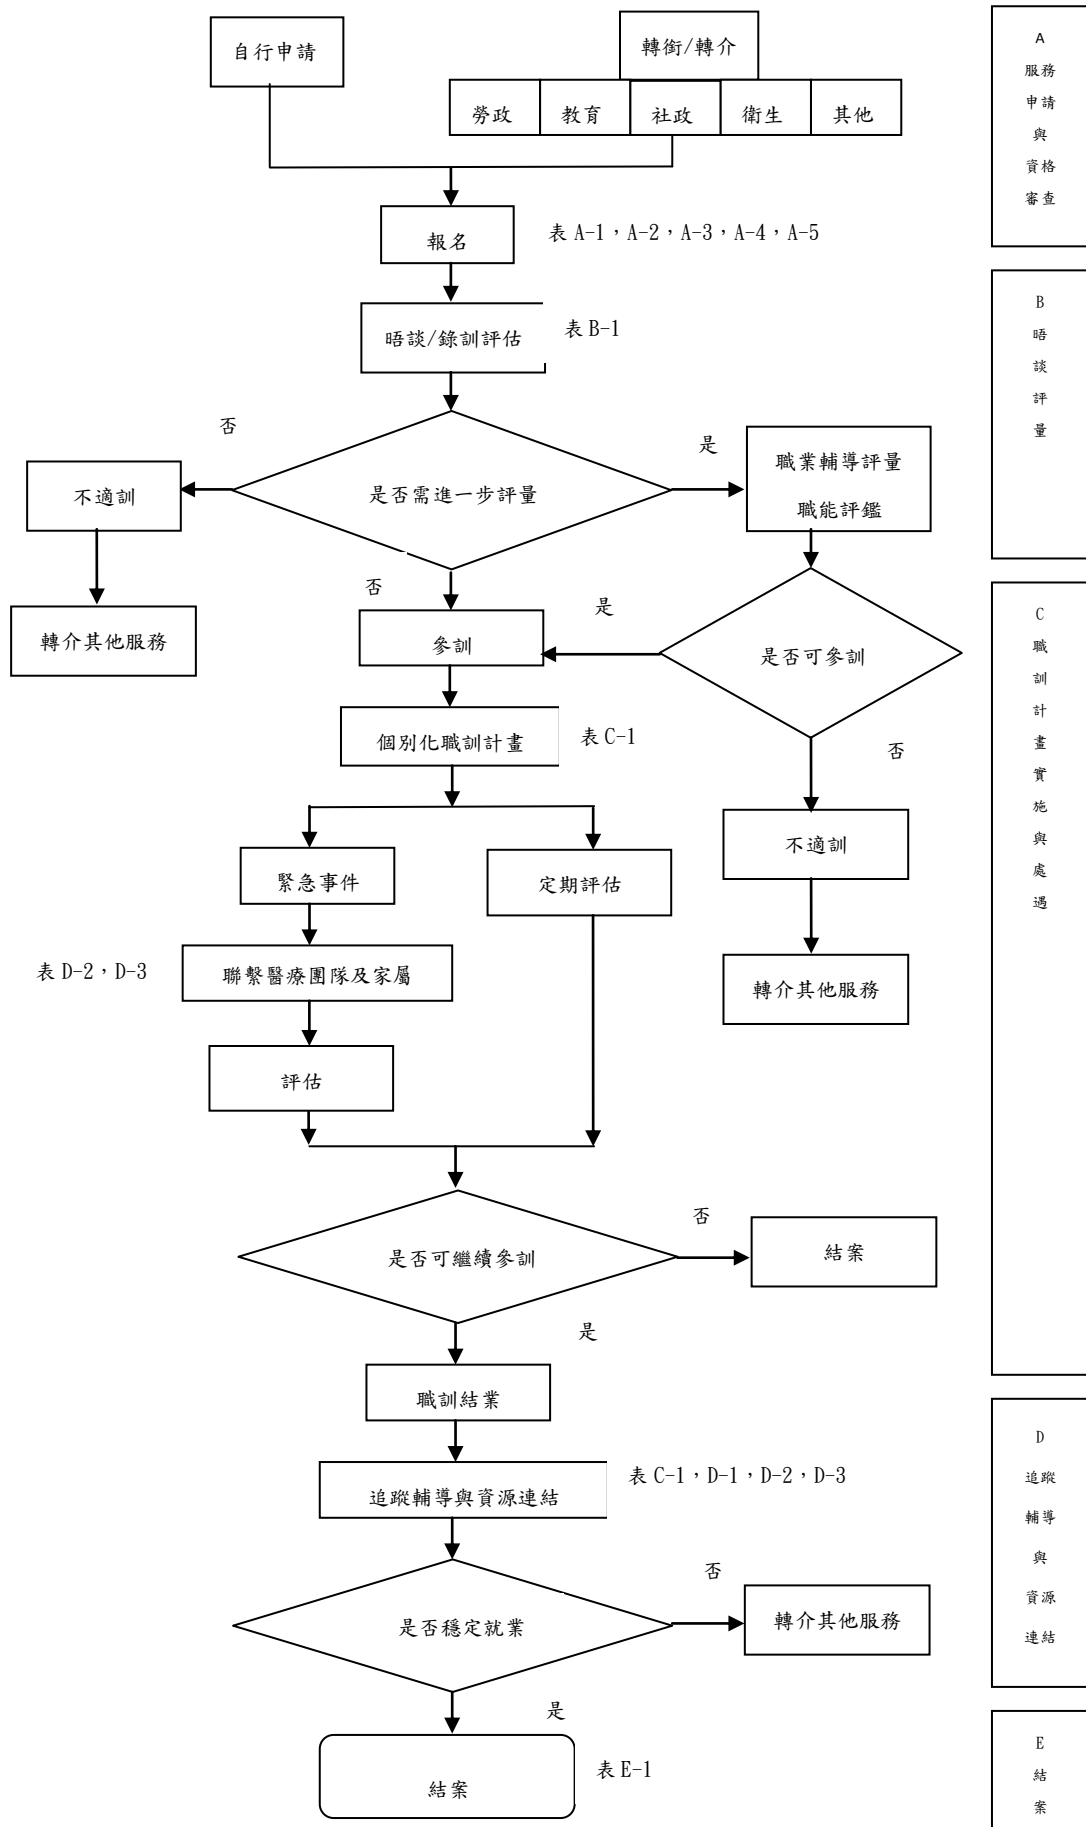 自行申請
轉銜/轉介
勞政
教育
社政
衛生
其他
報名
表 A-1，A-2，A-3，A-4，A-5
晤談/錄訓評估
表 B-1
否
是
不適訓
是否需進一步評量
職業輔導評量
職能評鑑
否
是
轉介其他服務
參訓
是否可參訓
個別化職訓計畫
表 C-1
否
緊急事件
定期評估
不適訓
表 D-2，D-3
聯繫醫療團隊及家屬
轉介其他服務
評估
是否可繼續參訓
否
結案
是
職訓結業
追蹤輔導與資源連結
表 C-1，D-1，D-2，D-3
是否穩定就業
否
轉介其他服務
是
結案
表 E-1
A
服務
申請
與
資格
審查
B
晤
談
評
量
C
職
訓
計
畫
實
施
與
處
遇
D
追蹤
輔導
與
資源
連結
E
結
案